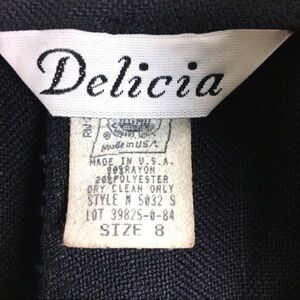 Delicia
Made in U.S.A.
MADE IN U.S.A.
80%RAYON
20%POLYESTER
DRY CLEAN ONLY
STYLE M 5032 S
LOT 39825-0-84
SIZE 8